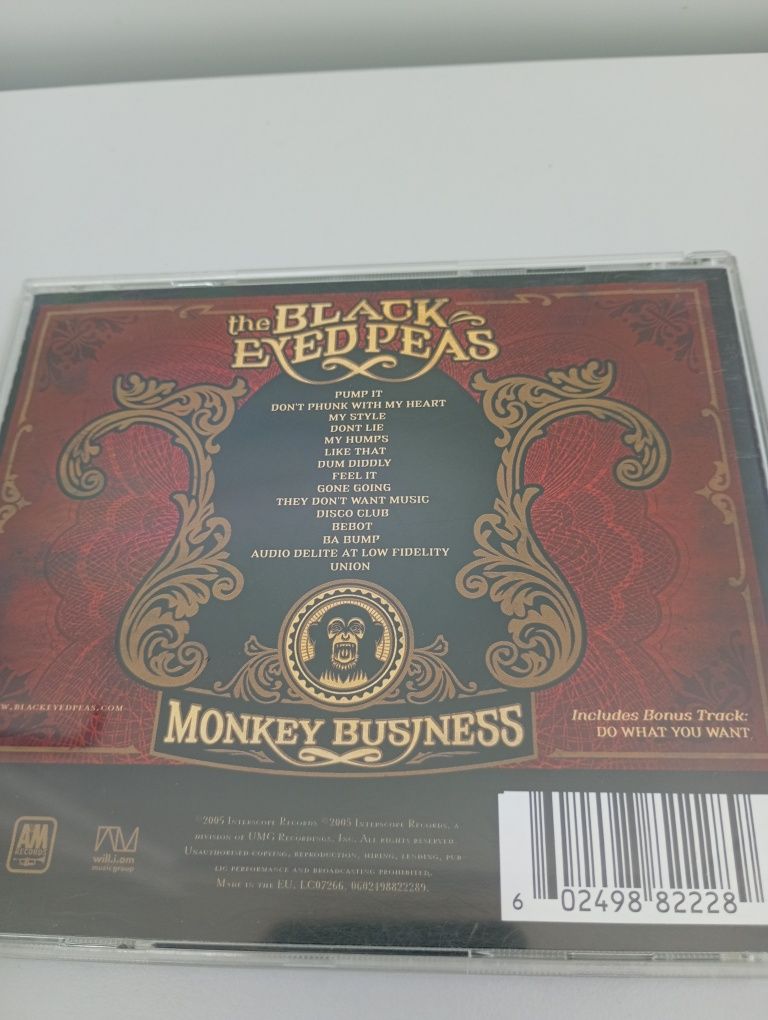 the BLACK
EYED PEAS
PUMP IT
DON'T PHUNK WITH MY HEART
MY STYLE
DONT LIE
MY HUMPS
LIKE THAT
DUM DIDDLY
FEEL IT
GONE GOING
THEY DON'T WANT MUSIC
DISCO CLUB
BEBOT
BA BUMP
AUDIO DELITE AT LOW FIDELITY
UNION
W.BLACKEYEDPEAS.COM
MONKEY BUSINESS
Includes Bonus Track:
DO WHAT YOU WANT
A&M
RECORDS
will.i.am
music group
℗2005 Interscope Records ©2005 Interscope Records, a
division of UMG Recordings, Inc. All rights reserved.
Unauthorised copying, reproduction, hiring, lending, pub-
lic performance and broadcasting prohibited.
Made in the EU. LC07266. 0602498822289.
6 02498 82228